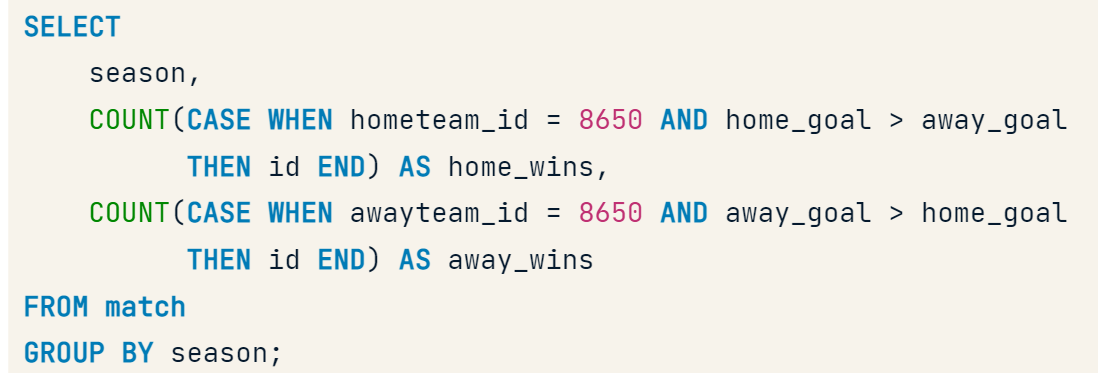 SELECT
season,
COUNT(CASE WHEN hometeam_id = 8650 AND home_goal > away_goal
THEN id END) AS home_wins,
COUNT(CASE WHEN awayteam_id = 8650 AND away_goal > home_goal
THEN id END) AS away_wins
FROM match
GROUP BY season;